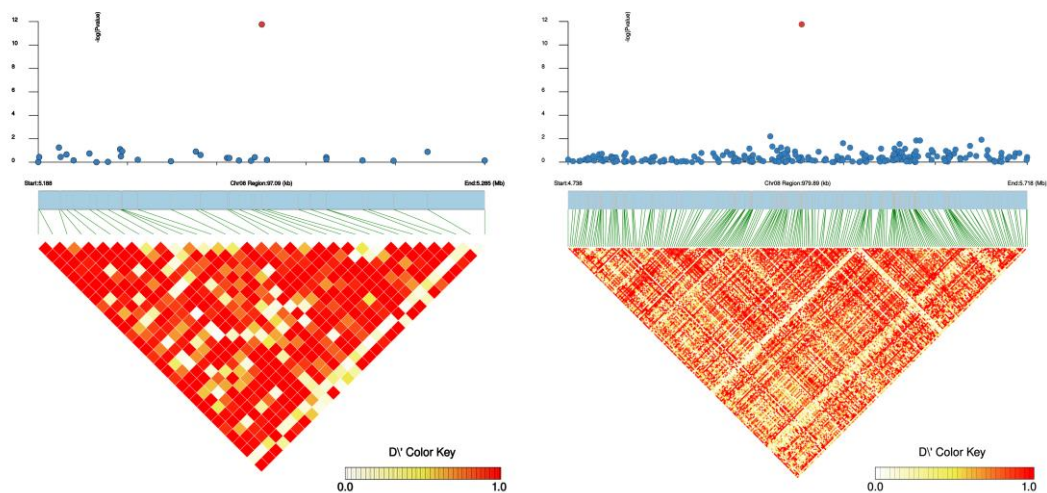 12
10
8
6
4
2
0
-log(Pvalue)
Start:5.188
Chr08 Region:97.09 (kb)
End:5.285 (Mb)
D\' Color Key
0.0
1.0
12
10
8
6
4
2
0
-log(Pvalue)
Start:4.738
Chr08 Region:979.89 (kb)
End:5.718 (Mb)
D\' Color Key
0.0
1.0